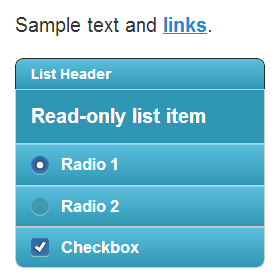 Sample text and links.
List Header
Read-only list item
Radio 1
Radio 2
Checkbox